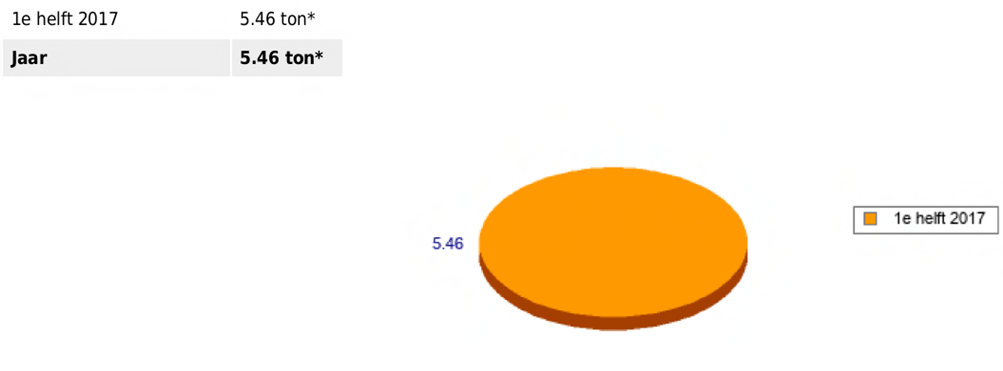 1e helft 2017 5.46 ton*
Jaar 5.46 ton*
5.46
1e helft 2017